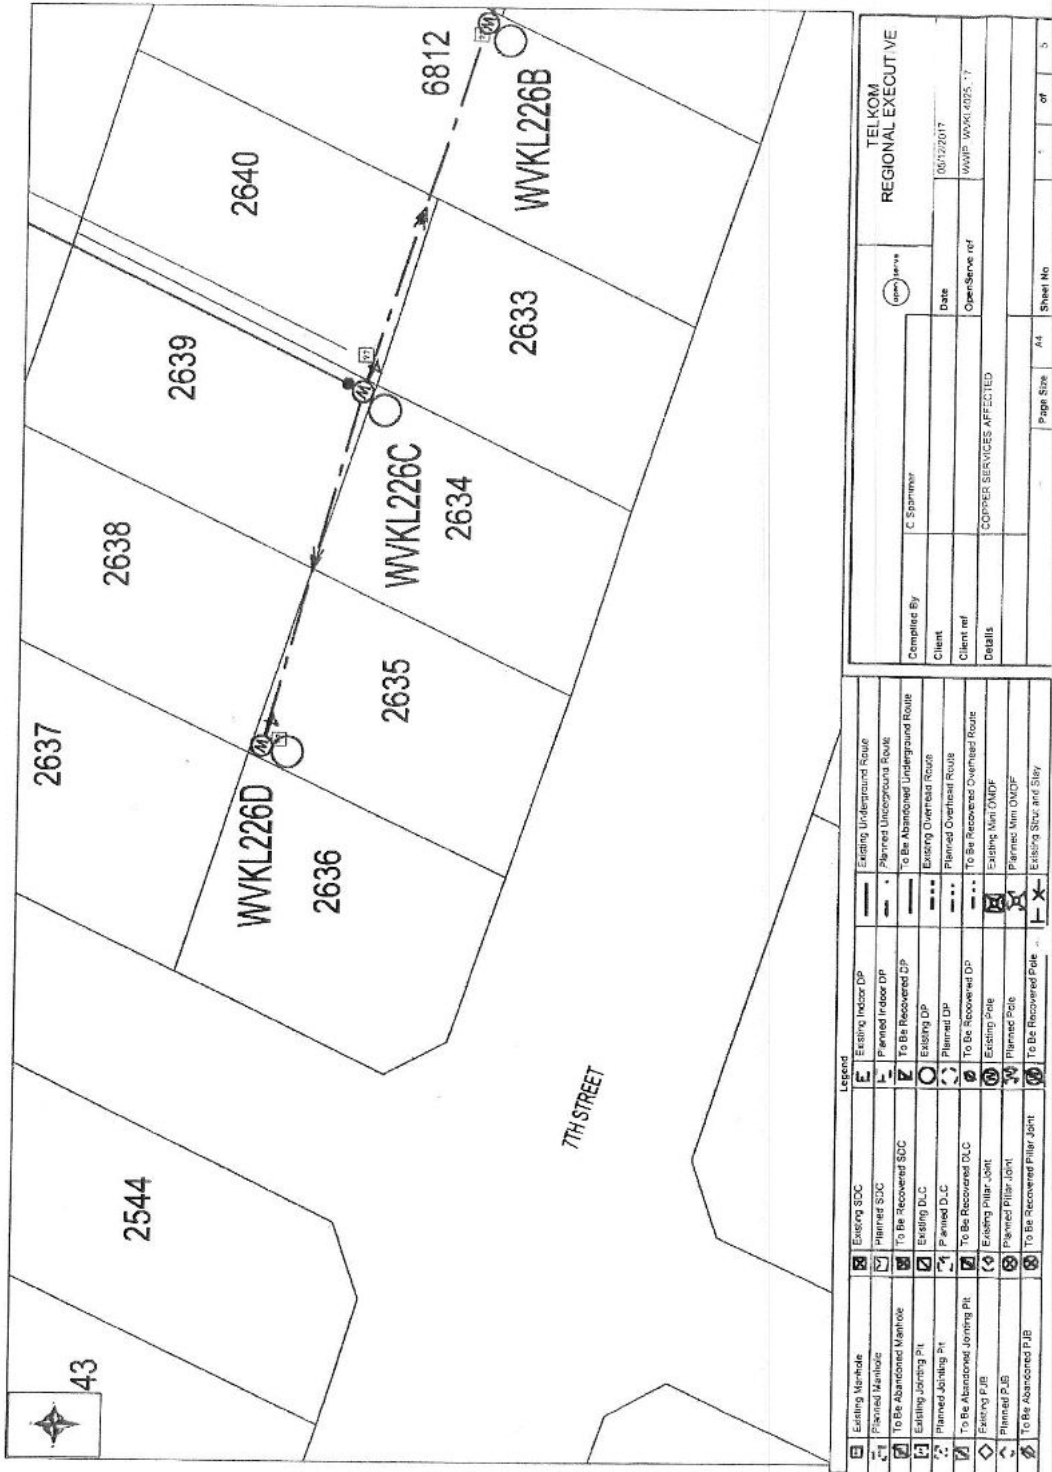 43
2544
2637
2638
2639
2640
6812
WVKL226D
2636
2635
WVKL226C
2634
2633
WVKL226B
7TH STREET
Legend
Existing Manhole
Planned Manhole
To Be Abandoned Manhole
Existing Jointing Pit
Planned Jointing Pit
To Be Abandoned Jointing Pit
Existing PJB
Planned PJB
To Be Abandoned PJB
Existing SDC
Planned SDC
To Be Recovered SDC
Existing DLC
Planned DLC
To Be Recovered DLC
Existing Pillar Joint
Planned Pillar Joint
To Be Recovered Pillar Joint
Existing Indoor DP
Planned Indoor DP
To Be Recovered DP
Existing DP
Planned DP
To Be Recovered DP
Existing Pole
Planned Pole
To Be Recovered Pole
Existing Underground Route
Planned Underground Route
To Be Abandoned Underground Route
Existing Overhead Route
Planned Overhead Route
To Be Recovered Overhead Route
Existing Mini OMDF
Planned Mini OMDF
Existing Strut and Stay
openserve
TELKOM
REGIONAL EXECUTIVE
Compiled By C Spammer
Client
Date 05/12/2017
Client ref
OpenServe ref
Details COPPER SERVICES AFFECTED
Page Size A4 Sheet No of 5